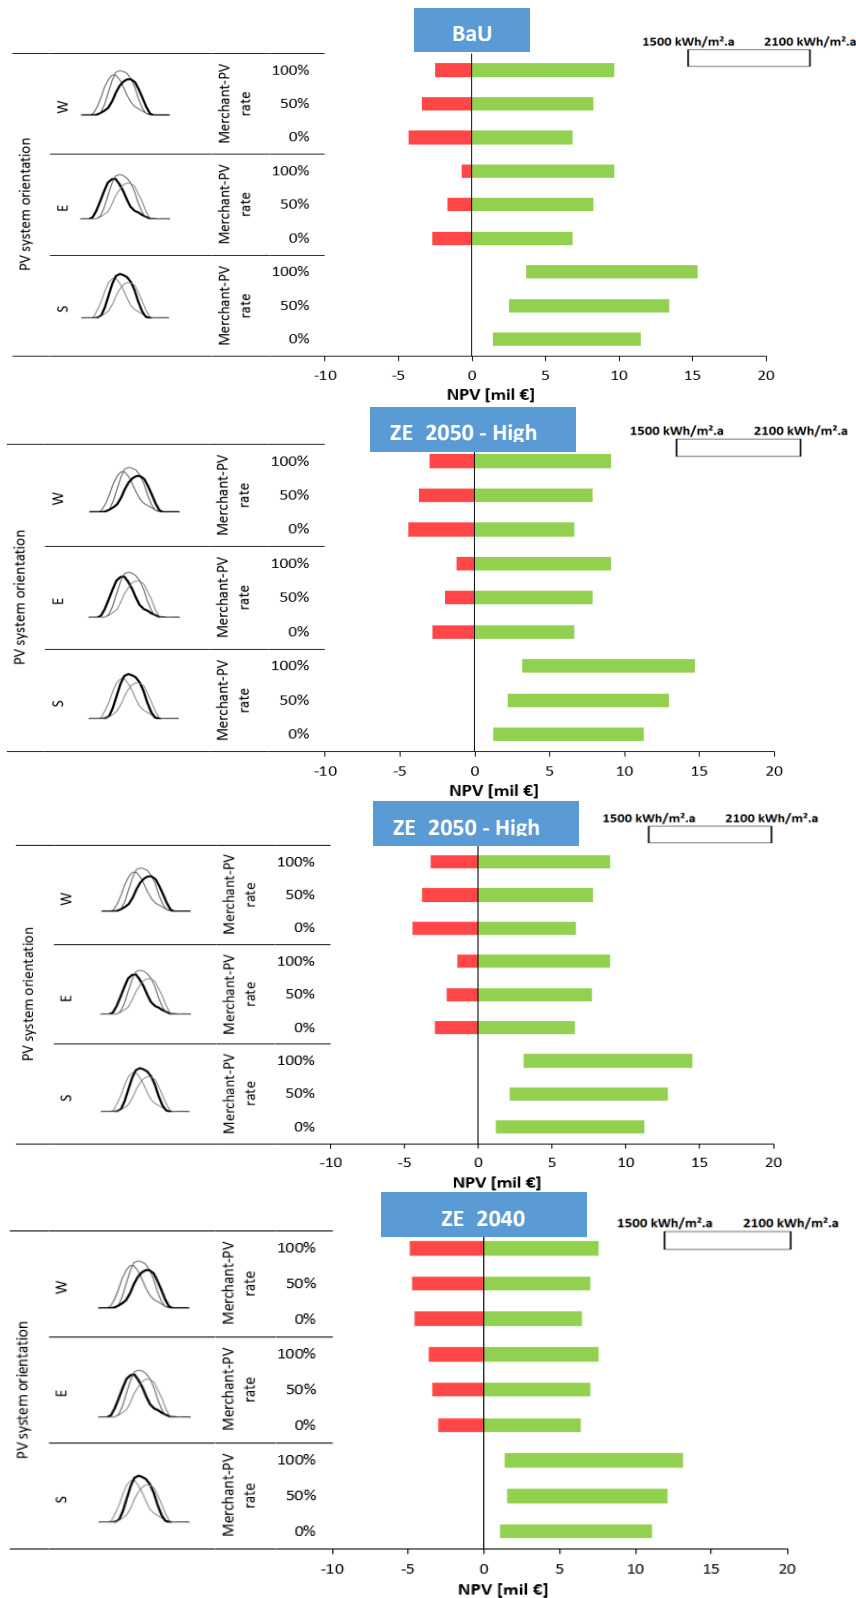 BaU
1500 kWh/m².a 2100 kWh/m².a
PV system orientation
W
Merchant-PV rate
100%
50%
0%
E
Merchant-PV rate
100%
50%
0%
S
Merchant-PV rate
100%
50%
0%
-10 -5 0 5 10 15 20
NPV [mil €]
ZE 2050 - High
1500 kWh/m².a 2100 kWh/m².a
PV system orientation
W
Merchant-PV rate
100%
50%
0%
E
Merchant-PV rate
100%
50%
0%
S
Merchant-PV rate
100%
50%
0%
-10 -5 0 5 10 15 20
NPV [mil €]
ZE 2050 - High
1500 kWh/m².a 2100 kWh/m².a
PV system orientation
W
Merchant-PV rate
100%
50%
0%
E
Merchant-PV rate
100%
50%
0%
S
Merchant-PV rate
100%
50%
0%
-10 -5 0 5 10 15 20
NPV [mil €]
ZE 2040
1500 kWh/m².a 2100 kWh/m².a
PV system orientation
W
Merchant-PV rate
100%
50%
0%
E
Merchant-PV rate
100%
50%
0%
S
Merchant-PV rate
100%
50%
0%
-10 -5 0 5 10 15 20
NPV [mil €]